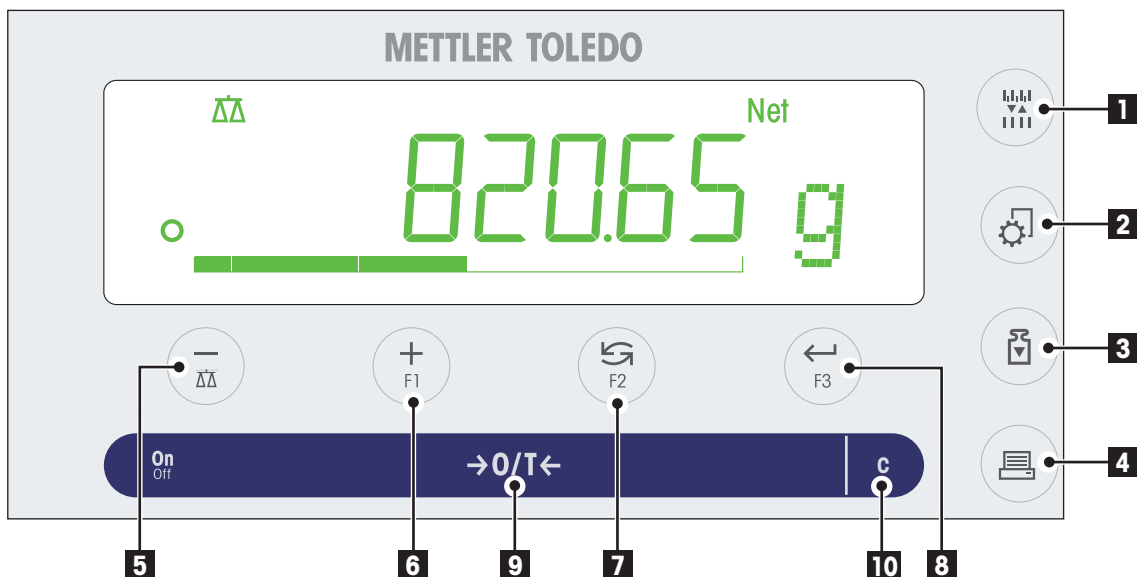 METTLER TOLEDO
Net
820.65 g
1
2
3
4
F1
F2
F3
On
Off
→0/T←
C
5
6
9
7
10
8